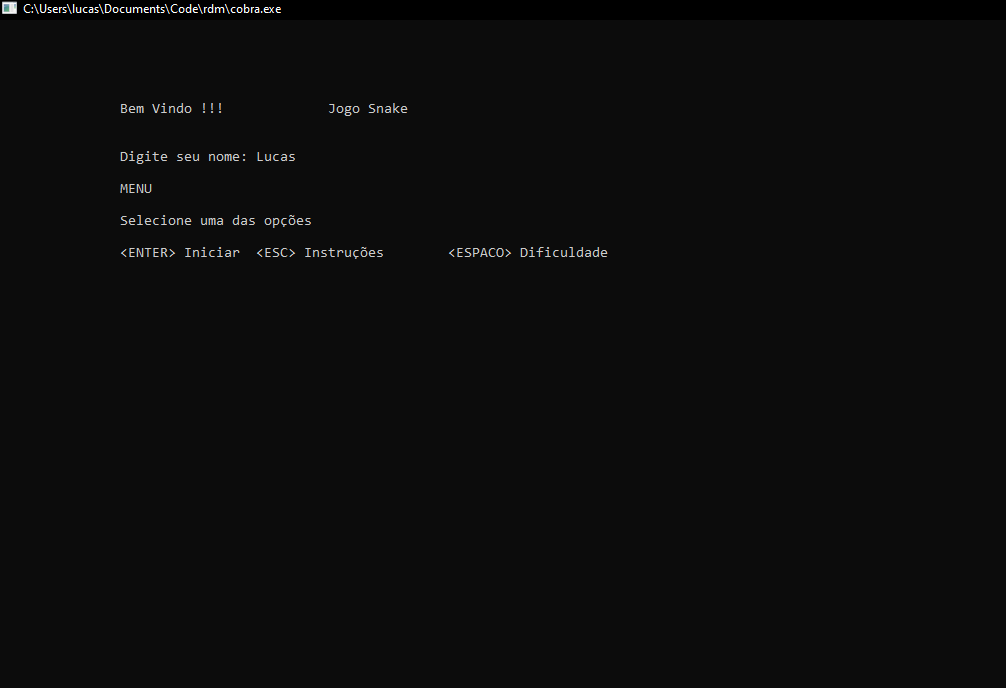 C:\Users\lucas\Documents\Code\rdm\cobra.exe
Bem Vindo !!! Jogo Snake
Digite seu nome: Lucas
MENU
Selecione uma das opções
<ENTER> Iniciar <ESC> Instruções <ESPACO> Dificuldade